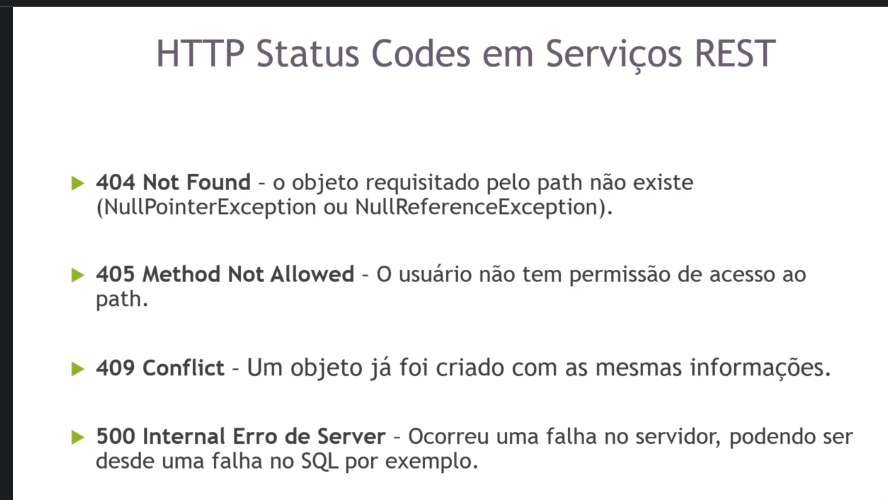 HTTP Status Codes em Serviços REST
404 Not Found – o objeto requisitado pelo path não existe
(NullPointerException ou NullReferenceException).
405 Method Not Allowed – O usuário não tem permissão de acesso ao
path.
409 Conflict – Um objeto já foi criado com as mesmas informações.
500 Internal Erro de Server – Ocorreu uma falha no servidor, podendo ser
desde uma falha no SQL por exemplo.